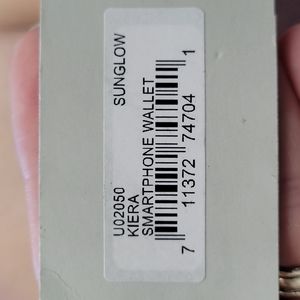 U02050 SUNGLOW
KIERA
SMARTPHONE WALLET
7 11372 74704 1